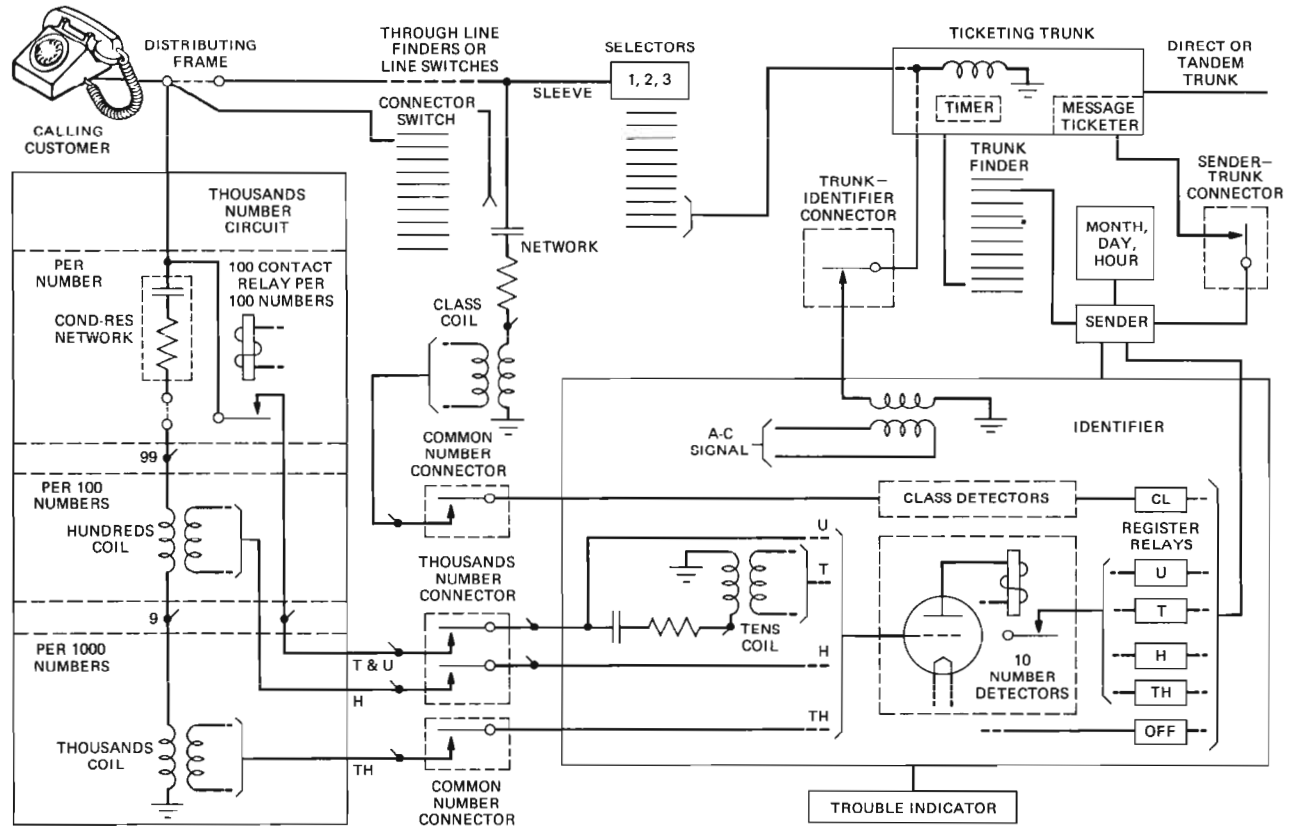 CALLING
CUSTOMER
DISTRIBUTING
FRAME
THROUGH LINE
FINDERS OR
LINE SWITCHES
CONNECTOR
SWITCH
SLEEVE
SELECTORS
1, 2, 3
TICKETING TRUNK
TIMER
MESSAGE
TICKETER
DIRECT OR
TANDEM
TRUNK
TRUNK
FINDER
SENDER-
TRUNK
CONNECTOR
TRUNK-
IDENTIFIER
CONNECTOR
MONTH,
DAY,
HOUR
SENDER
THOUSANDS
NUMBER
CIRCUIT
PER
NUMBER
100 CONTACT
RELAY PER
100 NUMBERS
COND-RES
NETWORK
NETWORK
CLASS
COIL
99
PER 100
NUMBERS
HUNDREDS
COIL
9
PER 1000
NUMBERS
THOUSANDS
COIL
T & U
H
TH
COMMON
NUMBER
CONNECTOR
THOUSANDS
NUMBER
CONNECTOR
COMMON
NUMBER
CONNECTOR
A-C
SIGNAL
IDENTIFIER
CLASS DETECTORS
CL
REGISTER
RELAYS
U
T
TENS
COIL
H
TH
10
NUMBER
DETECTORS
U
T
H
TH
OFF
TROUBLE INDICATOR